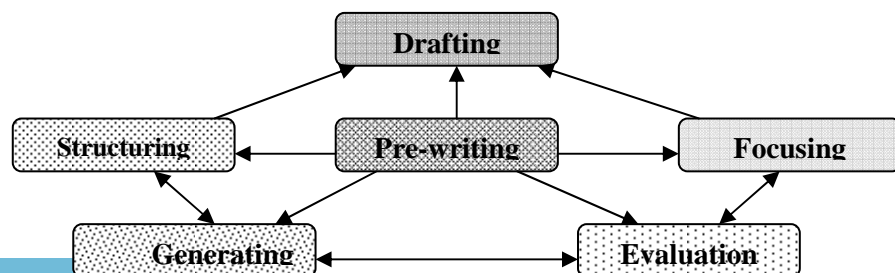 Drafting
Structuring Pre-writing Focusing
Generating Evaluation